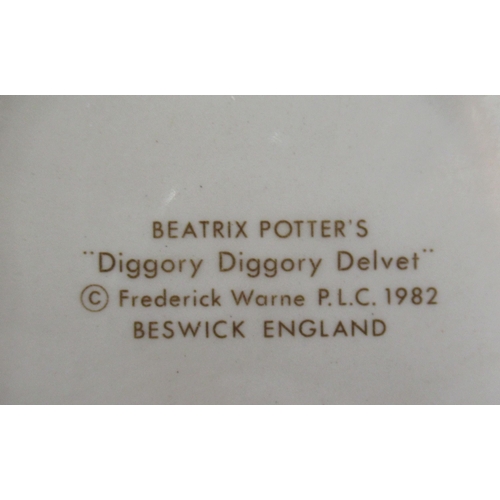 BEATRIX POTTER'S
"Diggory Diggory Delvet"
© Frederick Warne P.L.C. 1982
BESWICK ENGLAND